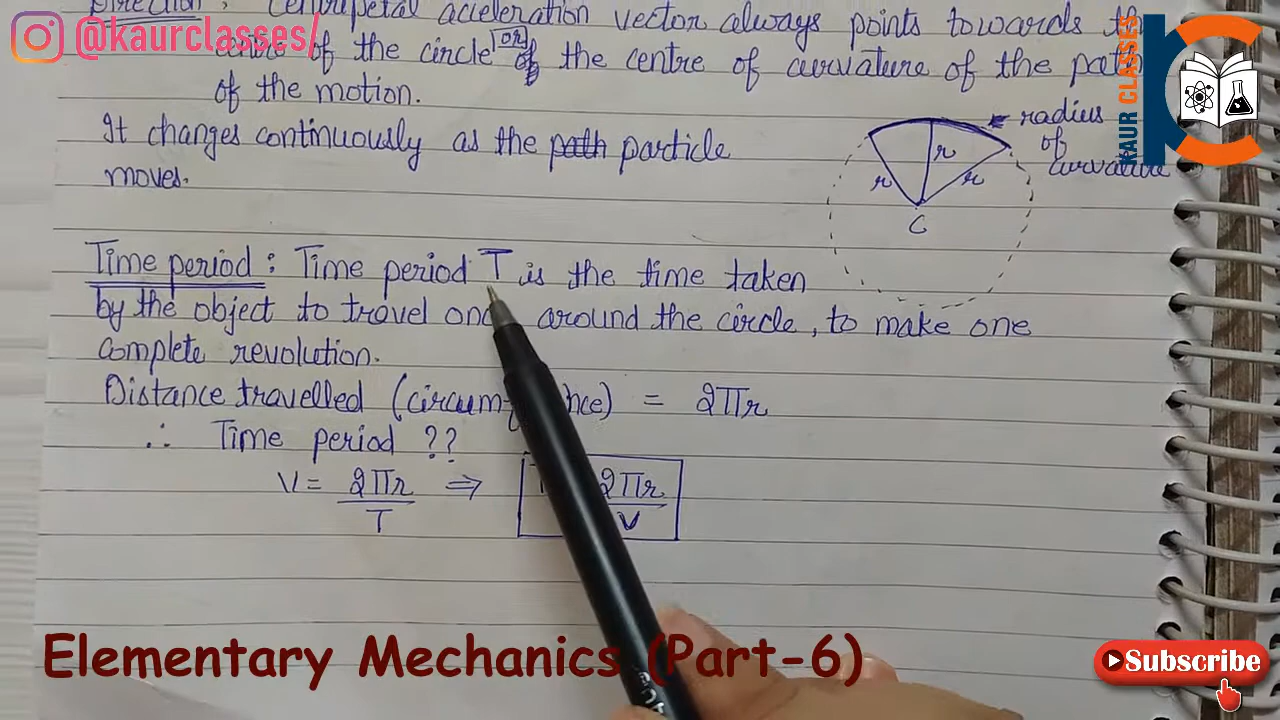 Direction : Centripetal acceleration vector always points towards the
@kaurclasses/
centre of the circle or of the centre of curvature of the path
of the motion.
It changes continuously as the path particle
moves.
radius
of
curvature
r
r
r
C
KAUR CLASSES
Time period : Time period T is the time taken
by the object to travel once around the circle, to make one
complete revolution.
Distance travelled (circumference) = 2πr
∴ Time period ??
V = 2πr / T ⇒ 2πr / V
Elementary Mechanics (Part-6)
Subscribe